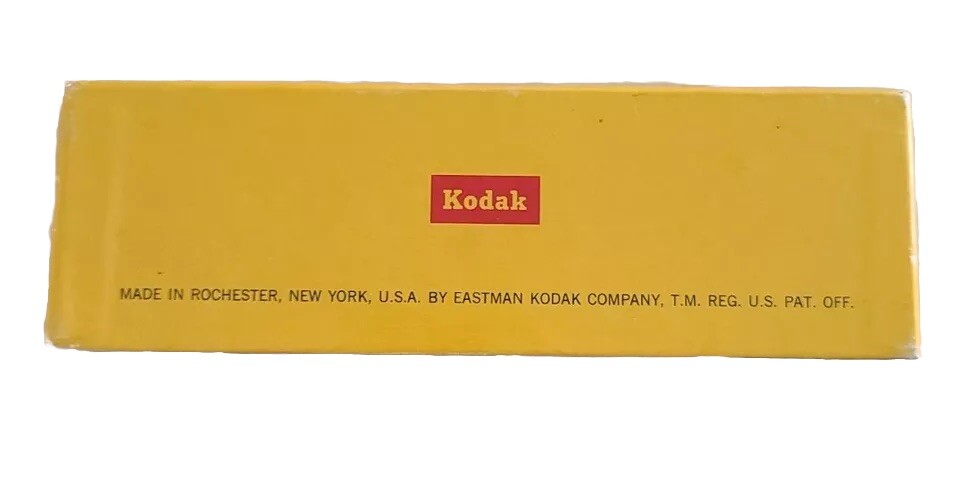 Kodak
MADE IN ROCHESTER, NEW YORK, U.S.A. BY EASTMAN KODAK COMPANY, T.M. REG. U.S. PAT. OFF.